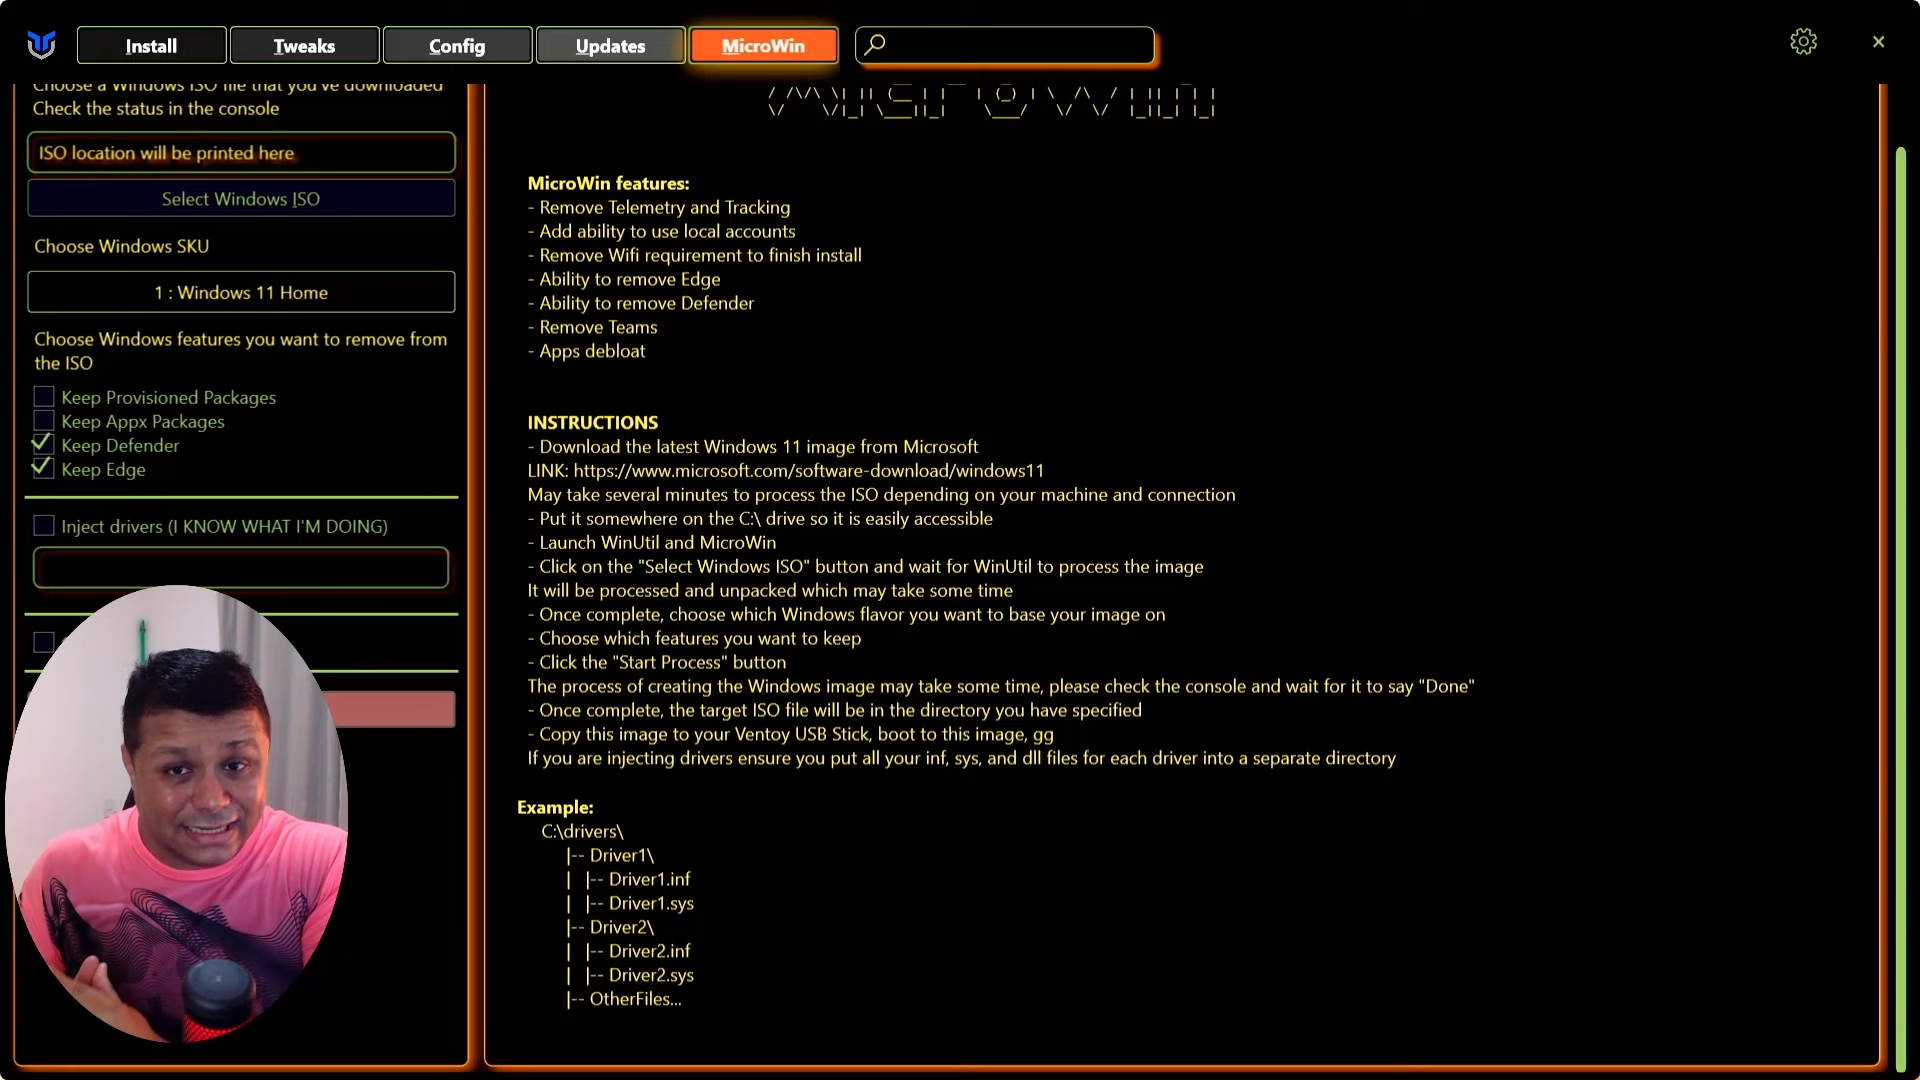 Install
Tweaks
Config
Updates
MicroWin
Choose a Windows ISO file that you've downloaded
Check the status in the console
ISO location will be printed here
Select Windows ISO
Choose Windows SKU
1 : Windows 11 Home
Choose Windows features you want to remove from
the ISO
Keep Provisioned Packages
Keep Appx Packages
Keep Defender
Keep Edge
Inject drivers (I KNOW WHAT I'M DOING)
MicroWin features:
- Remove Telemetry and Tracking
- Add ability to use local accounts
- Remove Wifi requirement to finish install
- Ability to remove Edge
- Ability to remove Defender
- Remove Teams
- Apps debloat
INSTRUCTIONS
- Download the latest Windows 11 image from Microsoft
LINK: https://www.microsoft.com/software-download/windows11
May take several minutes to process the ISO depending on your machine and connection
- Put it somewhere on the C:\ drive so it is easily accessible
- Launch WinUtil and MicroWin
- Click on the "Select Windows ISO" button and wait for WinUtil to process the image
It will be processed and unpacked which may take some time
- Once complete, choose which Windows flavor you want to base your image on
- Choose which features you want to keep
- Click the "Start Process" button
The process of creating the Windows image may take some time, please check the console and wait for it to say "Done"
- Once complete, the target ISO file will be in the directory you have specified
- Copy this image to your Ventoy USB Stick, boot to this image, gg
If you are injecting drivers ensure you put all your inf, sys, and dll files for each driver into a separate directory
Example:
C:\drivers\
|-- Driver1\
| |-- Driver1.inf
| |-- Driver1.sys
|-- Driver2\
| |-- Driver2.inf
| |-- Driver2.sys
|-- OtherFiles...